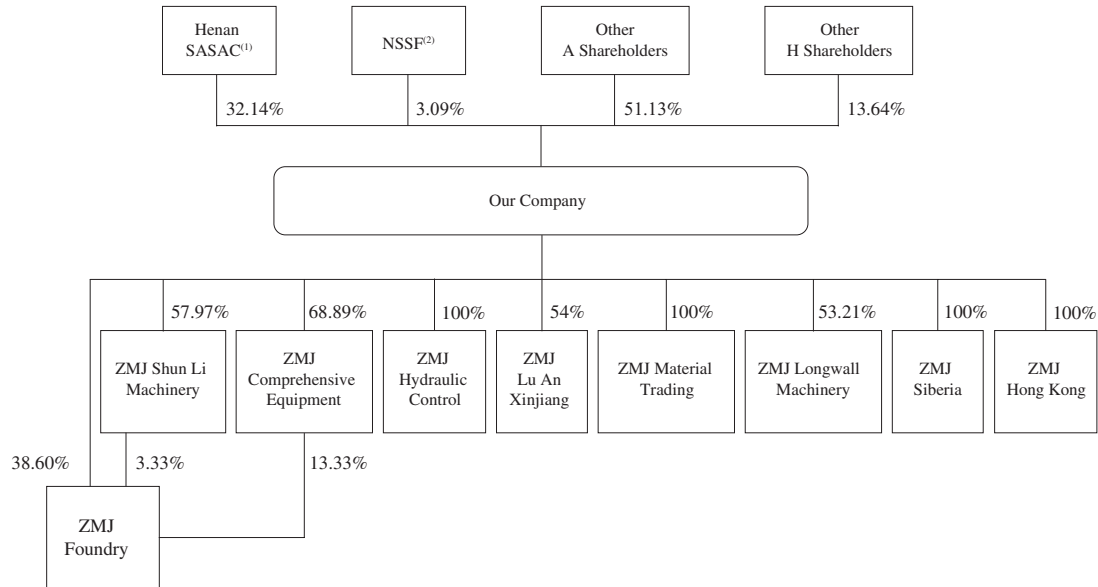 Henan
SASAC(1)
NSSF(2)
Other
A Shareholders
Other
H Shareholders
32.14%
3.09%
51.13%
13.64%
Our Company
57.97%
68.89%
100%
54%
100%
53.21%
100%
100%
ZMJ Shun Li
Machinery
ZMJ
Comprehensive
Equipment
ZMJ
Hydraulic
Control
ZMJ
Lu An
Xinjiang
ZMJ Material
Trading
ZMJ Longwall
Machinery
ZMJ
Siberia
ZMJ
Hong Kong
38.60%
3.33%
13.33%
ZMJ
Foundry